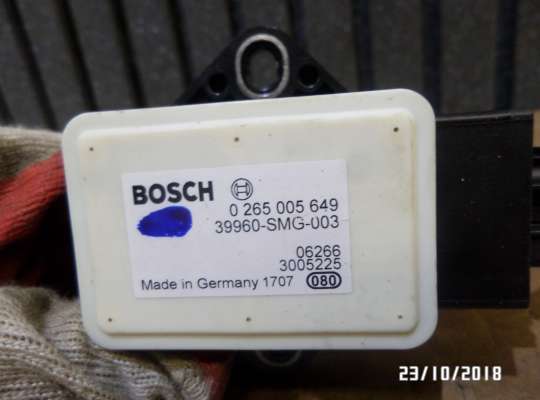 BOSCH
0 265 005 649
39960-SMG-003
06266
3005225
Made in Germany 1707 080
23/10/2018